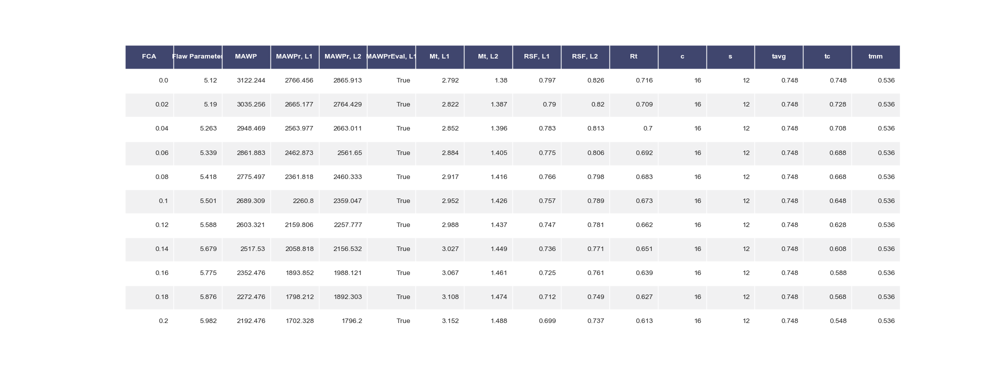 FCA Flaw Parameter MAWP MAWPr, L1 MAWPr, L2 MAWPrEval, L1 Mt, L1 Mt, L2 RSF, L1 RSF, L2 Rt c s tavg tc tmm
0.0 5.12 3122.244 2766.456 2865.913 True 2.792 1.38 0.797 0.826 0.716 16 12 0.748 0.748 0.536
0.02 5.19 3035.256 2665.177 2764.429 True 2.822 1.387 0.79 0.82 0.709 16 12 0.748 0.728 0.536
0.04 5.263 2948.469 2563.977 2663.011 True 2.852 1.396 0.783 0.813 0.7 16 12 0.748 0.708 0.536
0.06 5.339 2861.883 2462.873 2561.65 True 2.884 1.405 0.775 0.806 0.692 16 12 0.748 0.688 0.536
0.08 5.418 2775.497 2361.818 2460.333 True 2.917 1.416 0.766 0.798 0.683 16 12 0.748 0.668 0.536
0.1 5.501 2689.309 2260.8 2359.047 True 2.952 1.426 0.757 0.789 0.673 16 12 0.748 0.648 0.536
0.12 5.588 2603.321 2159.806 2257.777 True 2.988 1.437 0.747 0.781 0.662 16 12 0.748 0.628 0.536
0.14 5.679 2517.53 2058.818 2156.532 True 3.027 1.449 0.736 0.771 0.651 16 12 0.748 0.608 0.536
0.16 5.775 2352.476 1893.852 1988.121 True 3.067 1.461 0.725 0.761 0.639 16 12 0.748 0.588 0.536
0.18 5.876 2272.476 1798.212 1892.303 True 3.108 1.474 0.712 0.749 0.627 16 12 0.748 0.568 0.536
0.2 5.982 2192.476 1702.328 1796.2 True 3.152 1.488 0.699 0.737 0.613 16 12 0.748 0.548 0.536